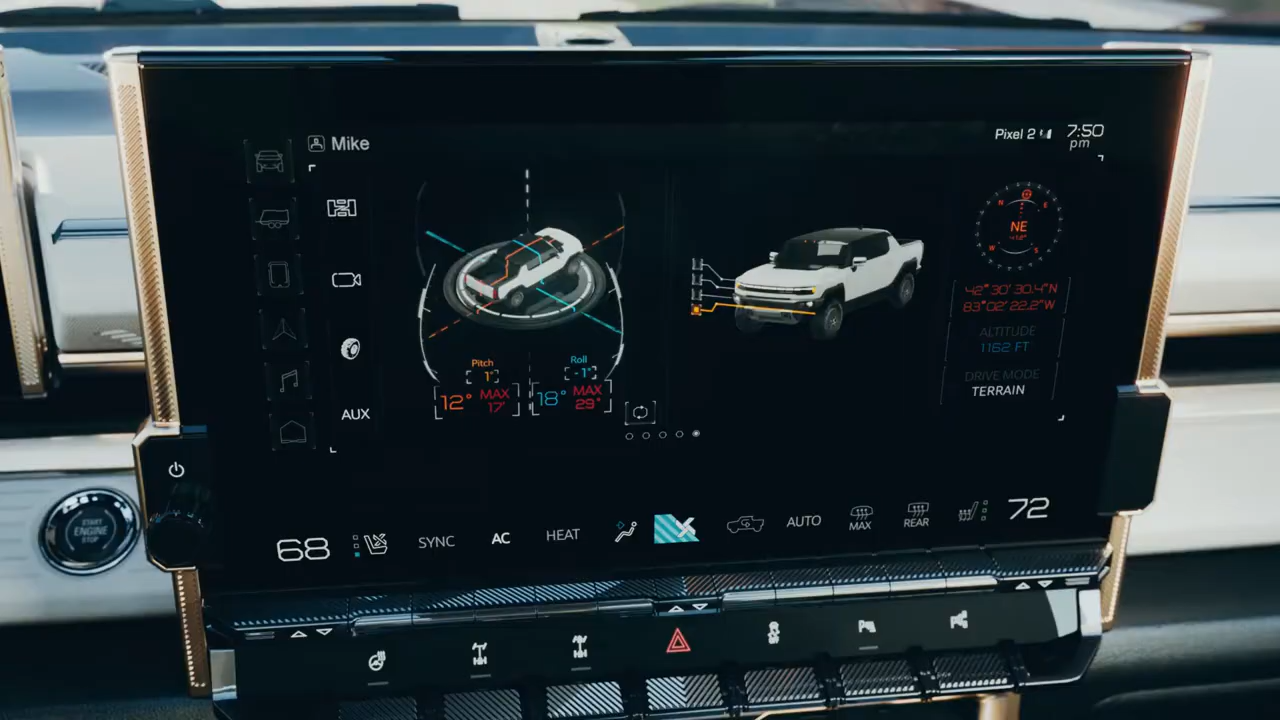 Mike
Pixel 2
7:50
pm
N
E
NE
W
S
42° 30' 30.4"N
83° 02' 22.2"W
ALTITUDE
1162 FT
DRIVE MODE
TERRAIN
Pitch
1°
12°
MAX
17°
Roll
-1°
18°
MAX
29°
AUX
START
ENGINE
STOP
68
SYNC
AC
HEAT
AUTO
MAX
REAR
72